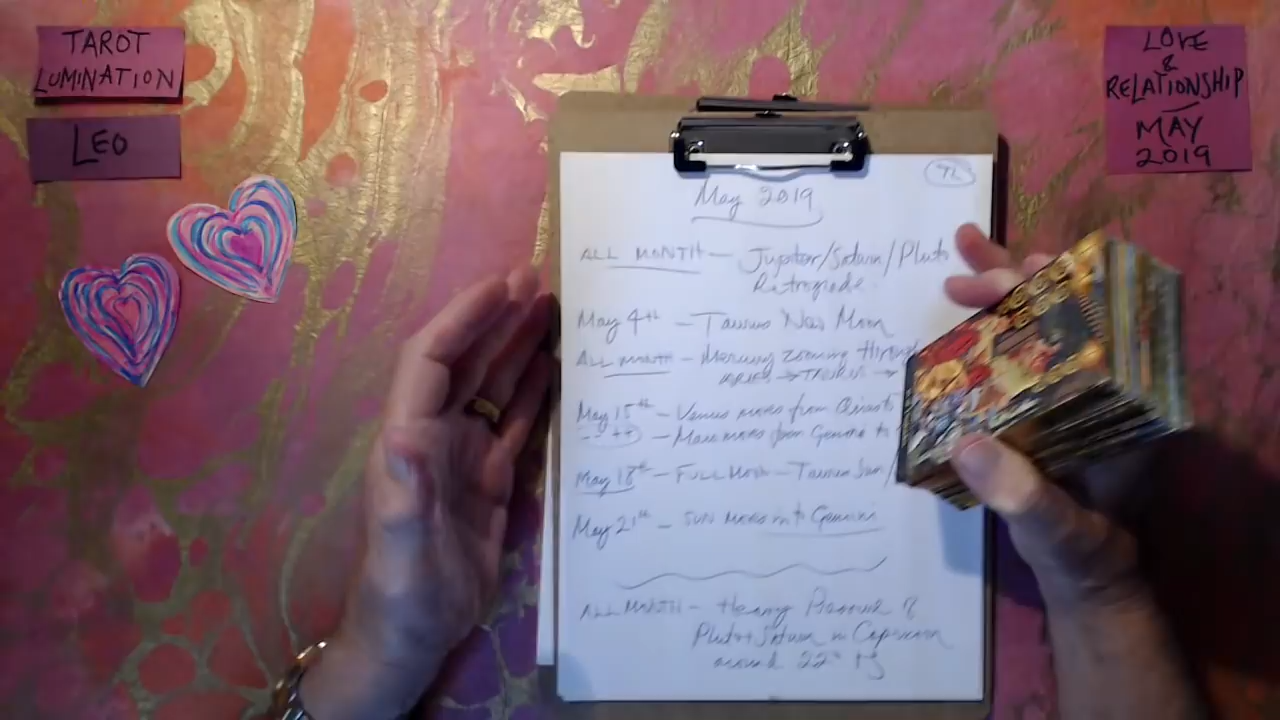 TAROT
LUMINATION
LEO
LOVE
&
RELATIONSHIP
MAY
2019
TL
May 2019
ALL MONTH - Jupiter/Saturn/Pluto
Retrograde
May 4th - Taurus New Moon
ALL MONTH - Mercury zooming through
ARIES → TAURUS →
May 15th - Venus moves from
- Mars moves from to
May 18th - FULL Moon - Taurus Sun/
May 21st - SUN moves into Gemini
ALL MONTH - Heavy
Pluto + Saturn in Capricorn
around 22°